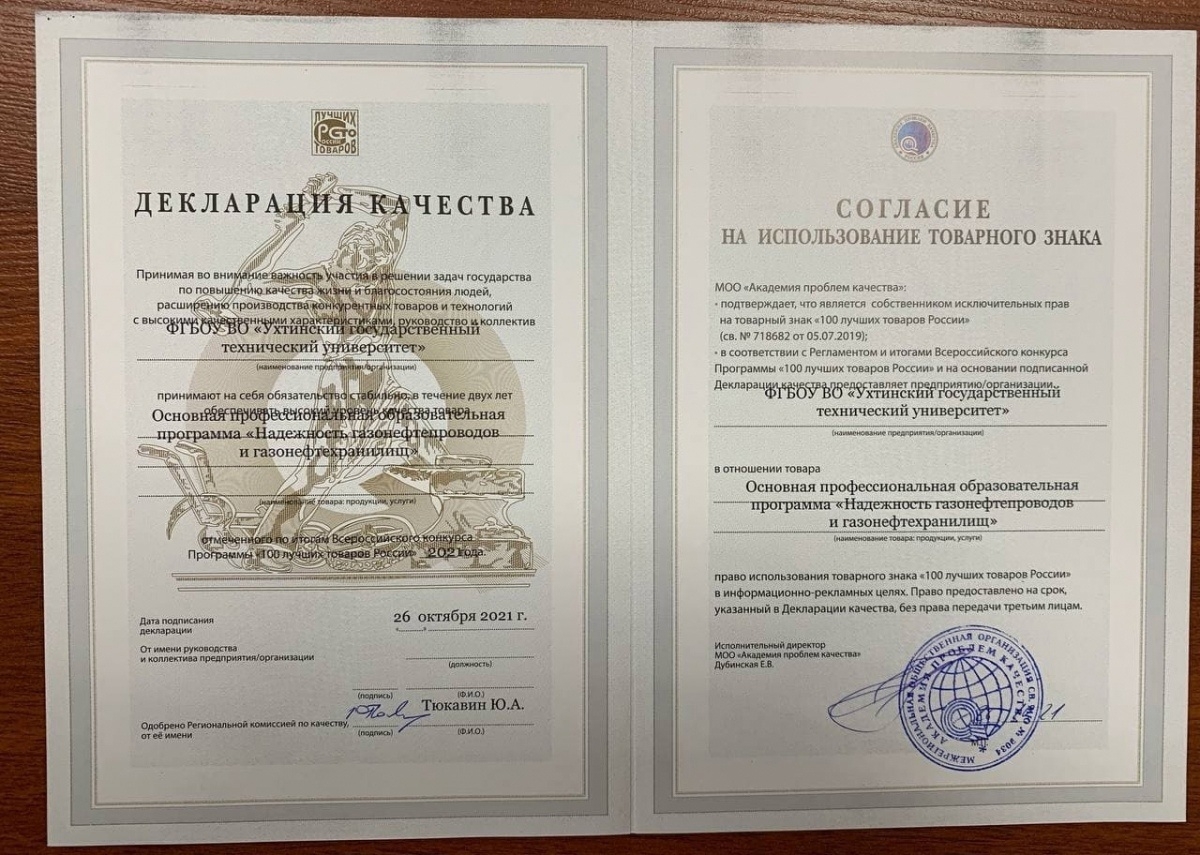 ЛУЧШИХ
РОССИИ
ТОВАРОВ
ДЕКЛАРАЦИЯ КАЧЕСТВА
Принимая во внимание важность участия в решении задач государства
по повышению качества жизни и благосостояния людей,
расширению производства конкурентных товаров и технологий
с высокими качественными характеристиками, руководство и коллектив
ФГБОУ ВО «Ухтинский государственный
технический университет»
(наименование предприятия/организации)
принимают на себя обязательство стабильно, в течение двух лет
обеспечивать высокий уровень качества товара
Основная профессиональная образовательная
программа «Надежность газонефтепроводов
и газонефтехранилищ»
(наименование товара: продукции, услуги)
отмеченного по итогам Всероссийского конкурса
Программы «100 лучших товаров России» 2021 года.
Дата подписания
декларации
26 октября 2021 г.
От имени руководства
и коллектива предприятия/организации
(должность)
(подпись) (Ф.И.О.)
Тюкавин Ю.А.
Одобрено Региональной комиссией по качеству,
от её имени
(подпись) (Ф.И.О.)
СОГЛАСИЕ
НА ИСПОЛЬЗОВАНИЕ ТОВАРНОГО ЗНАКА
МОО «Академия проблем качества»:
- подтверждает, что является собственником исключительных прав
на товарный знак «100 лучших товаров России»
(св. № 718682 от 05.07.2019);
- в соответствии с Регламентом и итогами Всероссийского конкурса
Программы «100 лучших товаров России» и на основании подписанной
Декларации качества предоставляет предприятию/организации
ФГБОУ ВО «Ухтинский государственный
технический университет»
(наименование предприятия/организации)
в отношении товара
Основная профессиональная образовательная
программа «Надежность газонефтепроводов
и газонефтехранилищ»
(наименование товара: продукции, услуги)
право использования товарного знака «100 лучших товаров России»
в информационно-рекламных целях. Право предоставлено на срок,
указанный в Декларации качества, без права передачи третьим лицам.
Исполнительный директор
МОО «Академия проблем качества»
Дубинская Е.В.
МЕЖРЕГИОНАЛЬНАЯ ОБЩЕСТВЕННАЯ ОРГАНИЗАЦИЯ
АКАДЕМИЯ ПРОБЛЕМ КАЧЕСТВА
21
М.П.